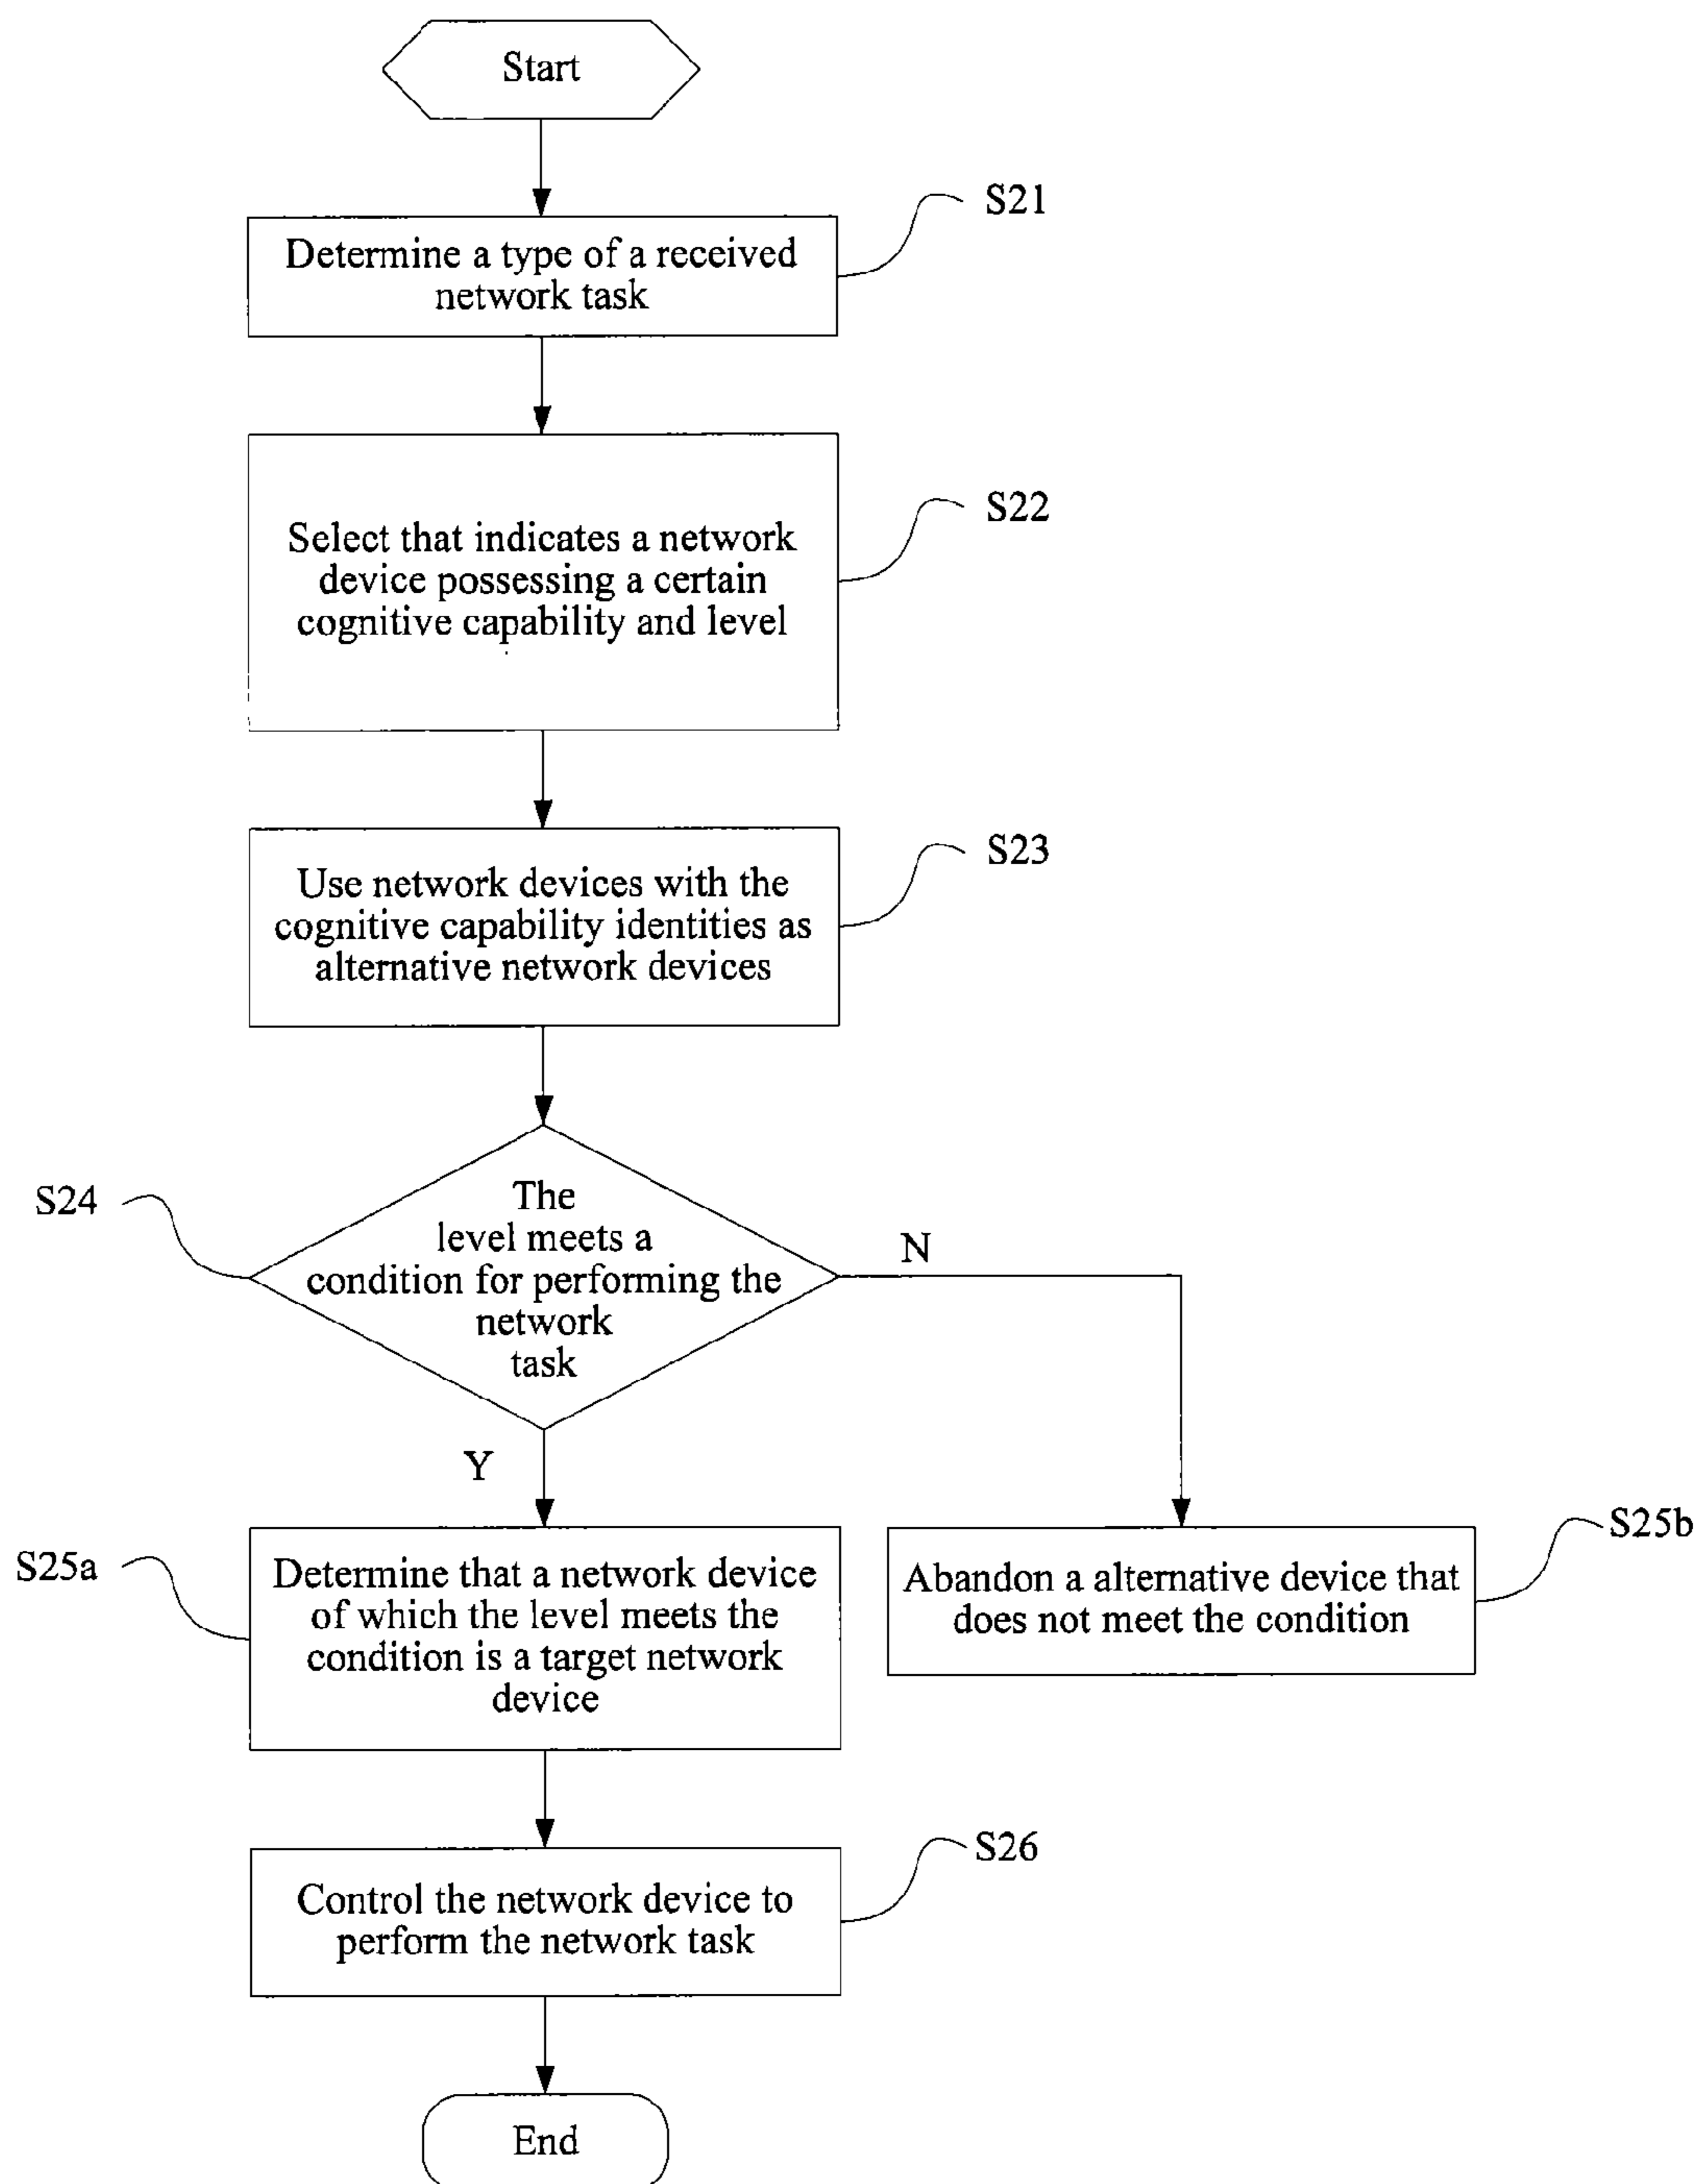 Start
S21
Determine a type of a received
network task
S22
Select that indicates a network
device possessing a certain
cognitive capability and level
S23
Use network devices with the
cognitive capability identities as
alternative network devices
S24
The
level meets a
condition for performing the
network
task
N
Y
S25a
Determine that a network device
of which the level meets the
condition is a target network
device
S25b
Abandon a alternative device that
does not meet the condition
S26
Control the network device to
perform the network task
End